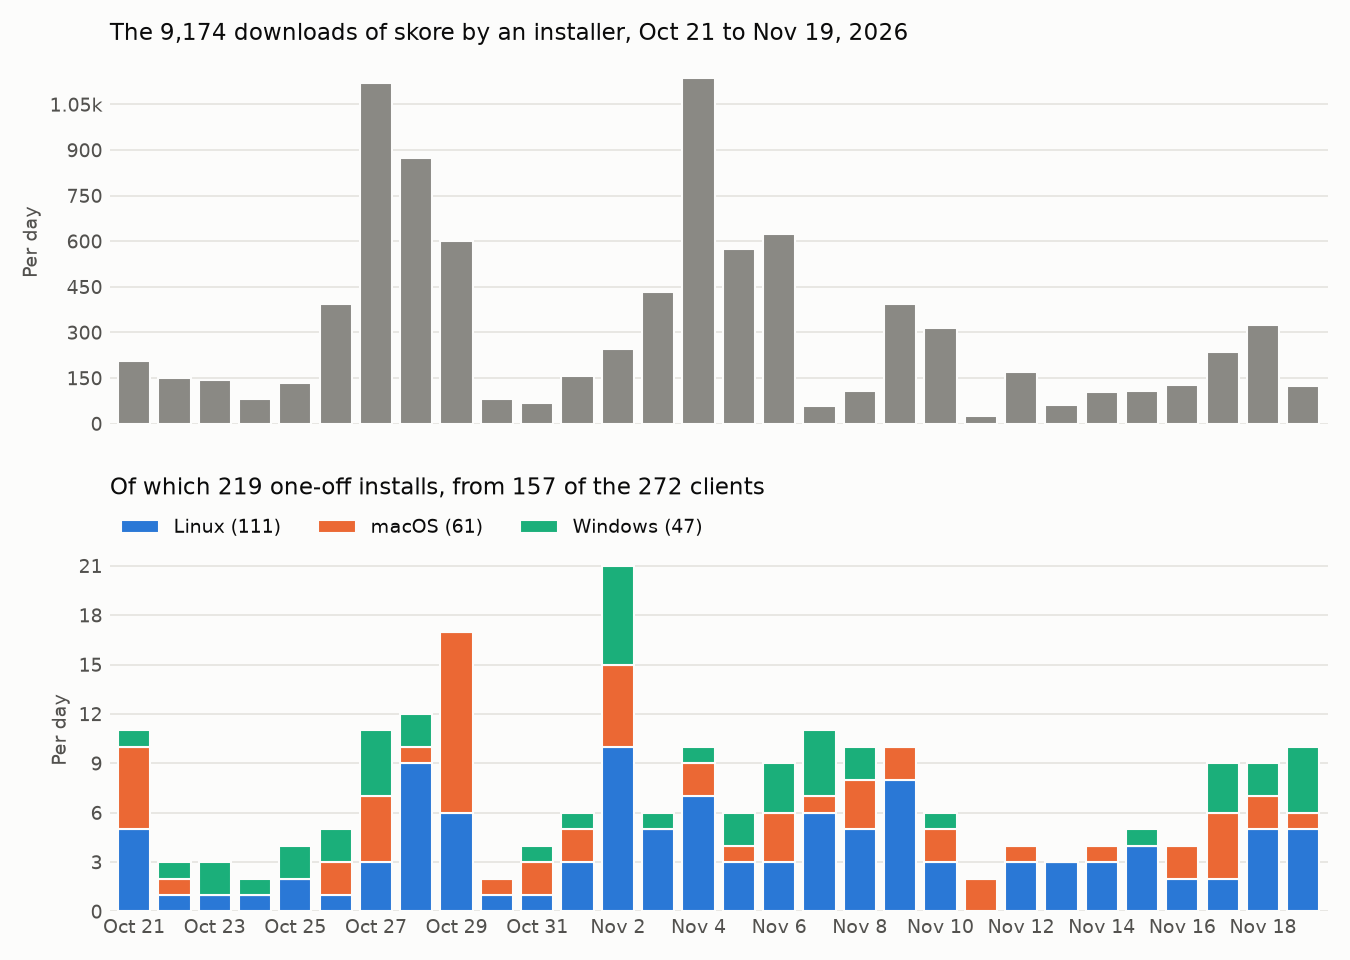 The 9,174 downloads of skore by an installer, Oct 21 to Nov 19, 2026
Per day
1.05k
900
750
600
450
300
150
0
Of which 219 one-off installs, from 157 of the 272 clients
Linux (111) macOS (61) Windows (47)
Per day
21
18
15
12
9
6
3
0
Oct 21 Oct 23 Oct 25 Oct 27 Oct 29 Oct 31 Nov 2 Nov 4 Nov 6 Nov 8 Nov 10 Nov 12 Nov 14 Nov 16 Nov 18